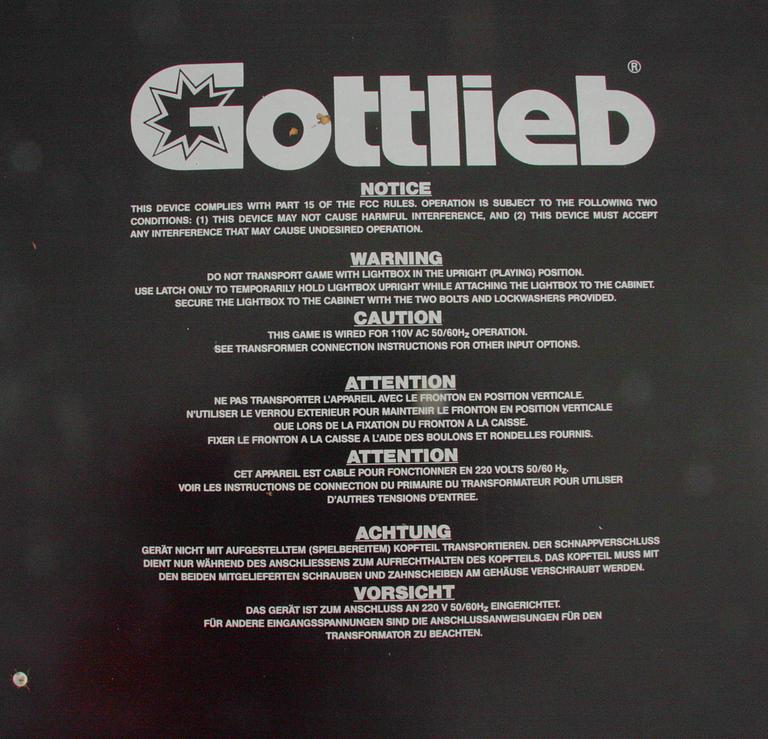 Gottlieb®
NOTICE
THIS DEVICE COMPLIES WITH PART 15 OF THE FCC RULES. OPERATION IS SUBJECT TO THE FOLLOWING TWO
CONDITIONS: (1) THIS DEVICE MAY NOT CAUSE HARMFUL INTERFERENCE, AND (2) THIS DEVICE MUST ACCEPT
ANY INTERFERENCE THAT MAY CAUSE UNDESIRED OPERATION.
WARNING
DO NOT TRANSPORT GAME WITH LIGHTBOX IN THE UPRIGHT (PLAYING) POSITION.
USE LATCH ONLY TO TEMPORARILY HOLD LIGHTBOX UPRIGHT WHILE ATTACHING THE LIGHTBOX TO THE CABINET.
SECURE THE LIGHTBOX TO THE CABINET WITH THE TWO BOLTS AND LOCKWASHERS PROVIDED.
CAUTION
THIS GAME IS WIRED FOR 110V AC 50/60Hz OPERATION.
SEE TRANSFORMER CONNECTION INSTRUCTIONS FOR OTHER INPUT OPTIONS.
ATTENTION
NE PAS TRANSPORTER L'APPAREIL AVEC LE FRONTON EN POSITION VERTICALE.
N'UTILISER LE VERROU EXTERIEUR POUR MAINTENIR LE FRONTON EN POSITION VERTICALE
QUE LORS DE LA FIXATION DU FRONTON A LA CAISSE.
FIXER LE FRONTON A LA CAISSE A L'AIDE DES BOULONS ET RONDELLES FOURNIS.
ATTENTION
CET APPAREIL EST CABLE POUR FONCTIONNER EN 220 VOLTS 50/60 Hz.
VOIR LES INSTRUCTIONS DE CONNECTION DU PRIMAIRE DU TRANSFORMATEUR POUR UTILISER
D'AUTRES TENSIONS D'ENTREE.
ACHTUNG
GERÄT NICHT MIT AUFGESTELLTEM (SPIELBEREITEM) KOPFTEIL TRANSPORTIEREN. DER SCHNAPPVERSCHLUSS
DIENT NUR WÄHREND DES ANSCHLIESSENS ZUM AUFRECHTHALTEN DES KOPFTEILS. DAS KOPFTEIL MUSS MIT
DEN BEIDEN MITGELIEFERTEN SCHRAUBEN UND ZAHNSCHEIBEN AM GEHÄUSE VERSCHRAUBT WERDEN.
VORSICHT
DAS GERÄT IST ZUM ANSCHLUSS AN 220 V 50/60Hz EINGERICHTET.
FÜR ANDERE EINGANGSSPANNUNGEN SIND DIE ANSCHLUSSANWEISUNGEN FÜR DEN
TRANSFORMATOR ZU BEACHTEN.